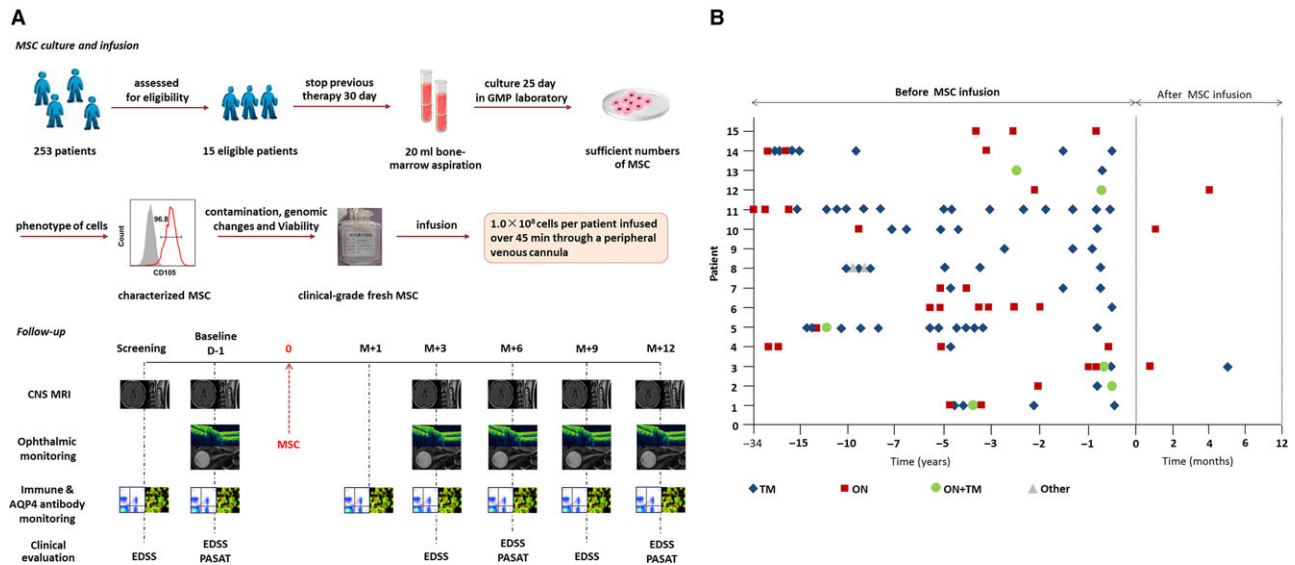 A
MSC culture and infusion
assessed
for eligibility
stop previous
therapy 30 day
culture 25 day
in GMP laboratory
253 patients
15 eligible patients
20 ml bone-
marrow aspiration
sufficient numbers
of MSC
phenotype of cells
Count
96.8
CD105
contamination, genomic
changes and Viability
infusion
1.0×10⁸ cells per patient infused
over 45 min through a peripheral
venous cannula
characterized MSC
clinical-grade fresh MSC
Follow-up
Screening
Baseline
D-1
0
M+1
M+3
M+6
M+9
M+12
CNS MRI
Ophthalmic
monitoring
MSC
Immune &
AQP4 antibody
monitoring
Clinical
evaluation
EDSS
EDSS
PASAT
EDSS
EDSS
PASAT
EDSS
EDSS
PASAT
B
Before MSC infusion
After MSC infusion
Patient
15
14
13
12
11
10
9
8
7
6
5
4
3
2
1
0
−34
−15
−10
−7
−5
−3
−2
−1
0
2
4
6
12
Time (years)
Time (months)
TM
ON
ON+TM
Other